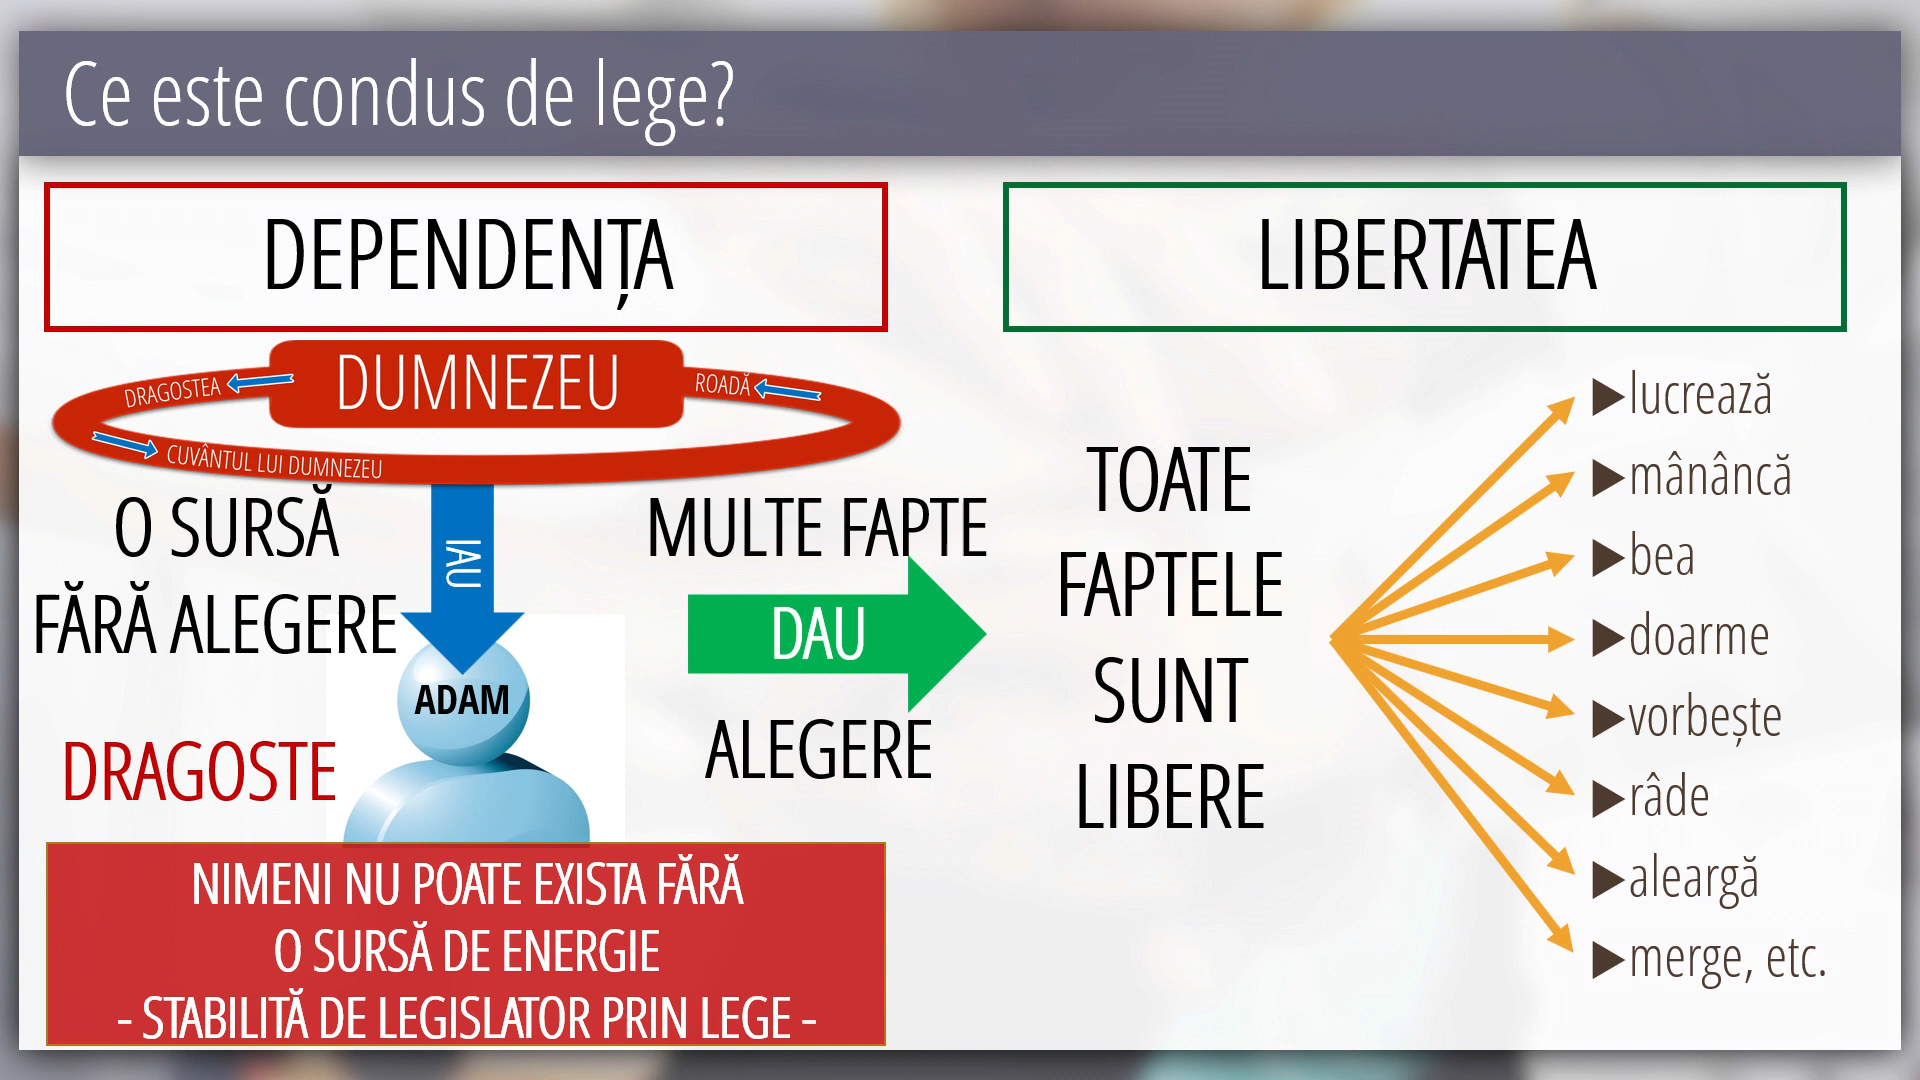 Ce este condus de lege?
DEPENDENȚA
DUMNEZEU
DRAGOSTEA
ROADĂ
CUVÂNTUL LUI DUMNEZEU
O SURSĂ
FĂRĂ ALEGERE
IAU
ADAM
DRAGOSTE
MULTE FAPTE
DAU
ALEGERE
NIMENI NU POATE EXISTA FĂRĂ
O SURSĂ DE ENERGIE
- STABILITĂ DE LEGISLATOR PRIN LEGE -
LIBERTATEA
TOATE
FAPTELE
SUNT
LIBERE
lucrează
mânâncă
bea
doarme
vorbește
râde
aleargă
merge, etc.